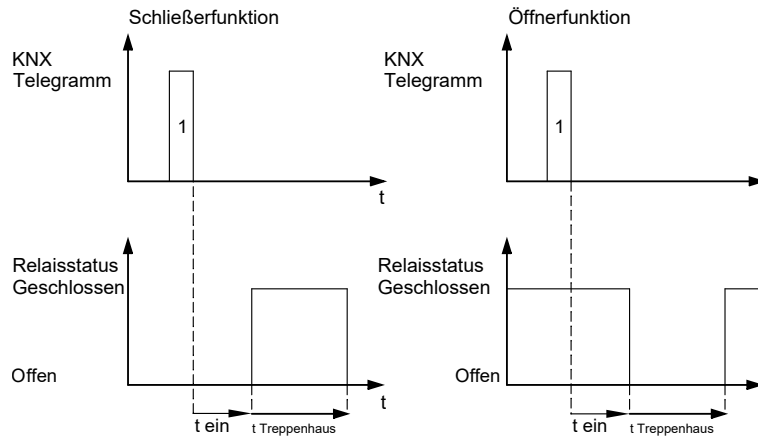 Schließerfunktion
KNX
Telegramm
1
t
Relaisstatus
Geschlossen
Offen
t
t ein
t Treppenhaus
Öffnerfunktion
KNX
Telegramm
1
Relaisstatus
Geschlossen
Offen
t ein
t Treppenhaus